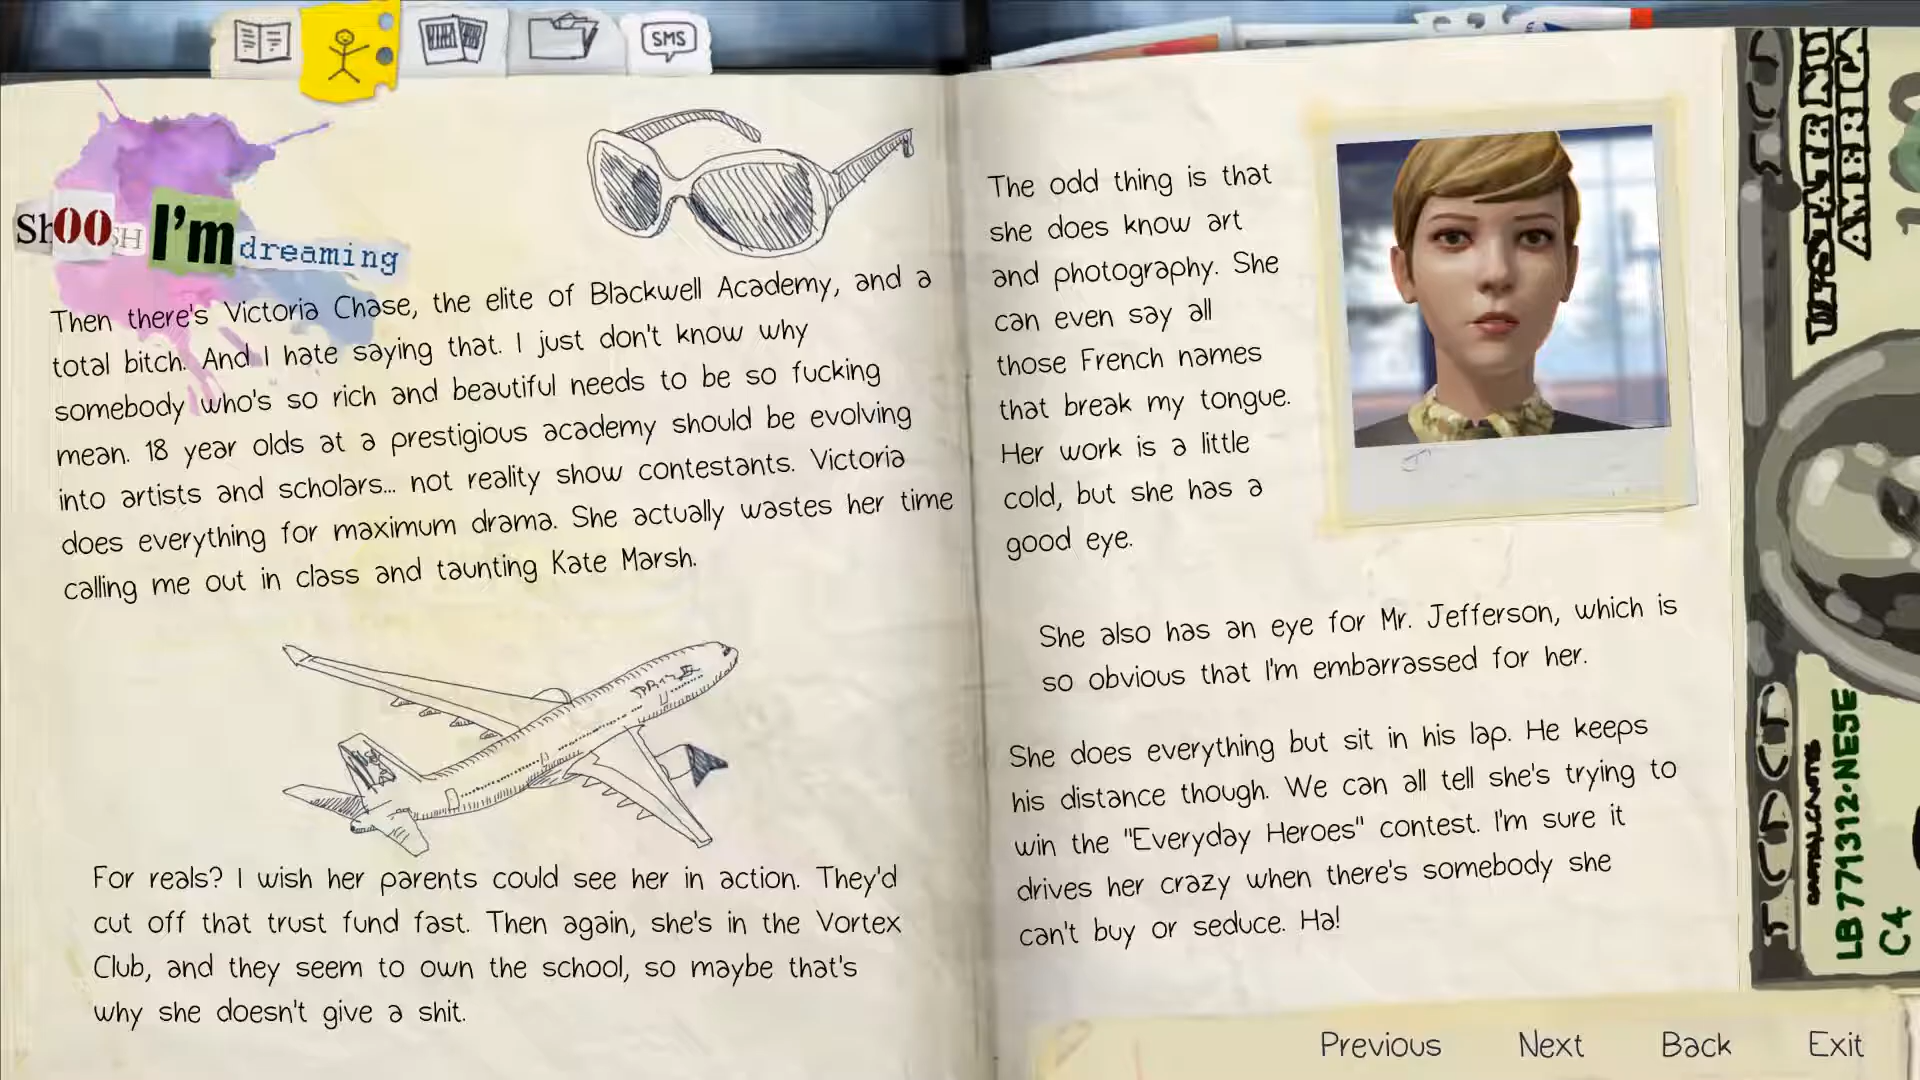 SMS
ShOOSH I'm dreaming
Then there's Victoria Chase, the elite of Blackwell Academy, and a
total bitch. And I hate saying that. I just don't know why
somebody who's so rich and beautiful needs to be so fucking
mean. 18 year olds at a prestigious academy should be evolving
into artists and scholars... not reality show contestants. Victoria
does everything for maximum drama. She actually wastes her time
calling me out in class and taunting Kate Marsh.
For reals? I wish her parents could see her in action. They'd
cut off that trust fund fast. Then again, she's in the Vortex
Club, and they seem to own the school, so maybe that's
why she doesn't give a shit.
The odd thing is that
she does know art
and photography. She
can even say all
those French names
that break my tongue.
Her work is a little
cold, but she has a
good eye.
She also has an eye for Mr. Jefferson, which is
so obvious that I'm embarrassed for her.
She does everything but sit in his lap. He keeps
his distance though. We can all tell she's trying to
win the "Everyday Heroes" contest. I'm sure it
drives her crazy when there's somebody she
can't buy or seduce. Ha!
LB771312·NE5E
C4
Previous
Next
Back
Exit